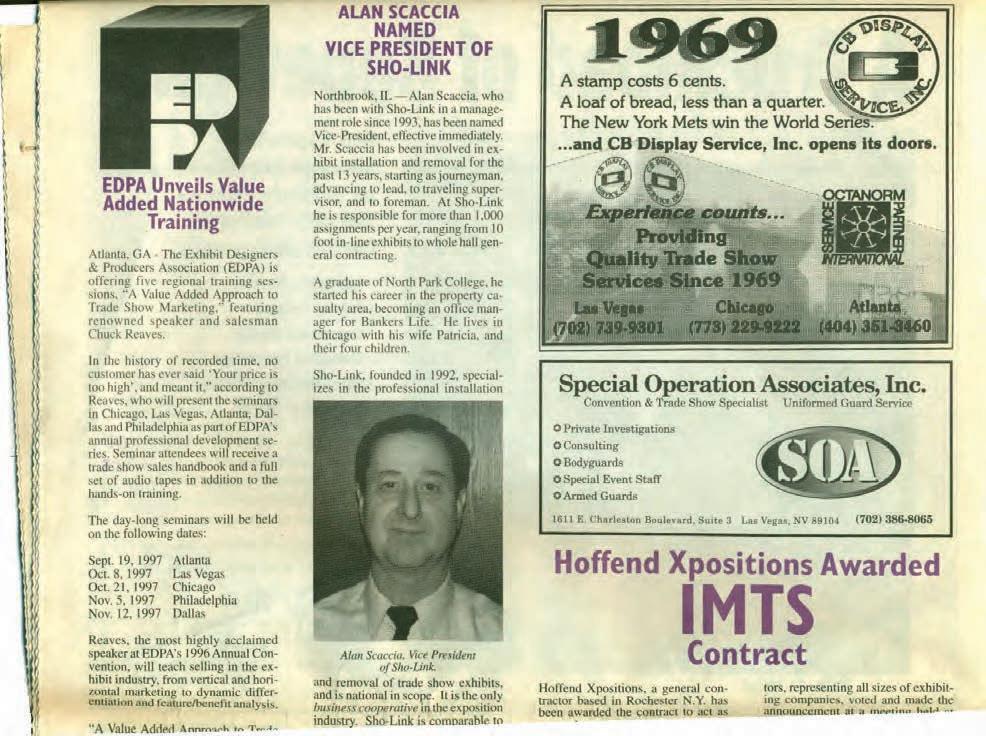 ED
PA
EDPA Unveils Value
Added Nationwide
Training
Atlanta, GA - The Exhibit Designers
& Producers Association (EDPA) is
offering five regional training ses-
sions, "A Value Added Approach to
Trade Show Marketing," featuring
renowned speaker and salesman
Chuck Reaves.
In the history of recorded time, no
customer has ever said 'Your price is
too high', and meant it," according to
Reaves, who will present the seminars
in Chicago, Las Vegas, Atlanta, Dal-
las and Philadelphia as part of EDPA's
annual professional development se-
ries. Seminar attendees will receive a
trade show sales handbook and a full
set of audio tapes in addition to the
hands-on training.
The day-long seminars will be held
on the following dates:
Sept. 19, 1997 Atlanta
Oct. 8, 1997 Las Vegas
Oct. 21, 1997 Chicago
Nov. 5, 1997 Philadelphia
Nov. 12, 1997 Dallas
Reaves, the most highly acclaimed
speaker at EDPA's 1996 Annual Con-
vention, will teach selling in the ex-
hibit industry, from vertical and hori-
zontal marketing to dynamic differ-
entiation and feature/benefit analysis.
"A Value Added Approach to Trade
ALAN SCACCIA
NAMED
VICE PRESIDENT OF
SHO-LINK
Northbrook, IL — Alan Scaccia, who
has been with Sho-Link in a manage-
ment role since 1993, has been named
Vice-President, effective immediately.
Mr. Scaccia has been involved in ex-
hibit installation and removal for the
past 13 years, starting as journeyman,
advancing to lead, to traveling super-
visor, and to foreman. At Sho-Link
he is responsible for more than 1,000
assignments per year, ranging from 10
foot in-line exhibits to whole hall gen-
eral contracting.
A graduate of North Park College, he
started his career in the property ca-
sualty area, becoming an office man-
ager for Bankers Life. He lives in
Chicago with his wife Patricia, and
their four children.
Sho-Link, founded in 1992, special-
izes in the professional installation
Alan Scaccia, Vice President
of Sho-Link.
and removal of trade show exhibits,
and is national in scope. It is the only
business cooperative in the exposition
industry. Sho-Link is comparable to
1969
CB DISPLAY
SERVICE, INC.
A stamp costs 6 cents.
A loaf of bread, less than a quarter.
The New York Mets win the World Series.
...and CB Display Service, Inc. opens its doors.
Experience counts...
Providing
Quality Trade Show
Services Since 1969
OCTANORM
SERVICE
PARTNER
INTERNATIONAL
Las Vegas Chicago Atlanta
(702) 739-9301 (773) 229-9222 (404) 351-3460
Special Operation Associates, Inc.
Convention & Trade Show Specialist Uniformed Guard Service
Private Investigations
Consulting
Bodyguards
Special Event Staff
Armed Guards
SOA
1611 E. Charleston Boulevard, Suite 3 Las Vegas, NV 89104 (702) 386-8065
Hoffend Xpositions Awarded
IMTS
Contract
Hoffend Xpositions, a general con-
tractor based in Rochester N.Y. has
been awarded the contract to act as
tors, representing all sizes of exhibit-
ing companies, voted and made the
announcement at a meeting held